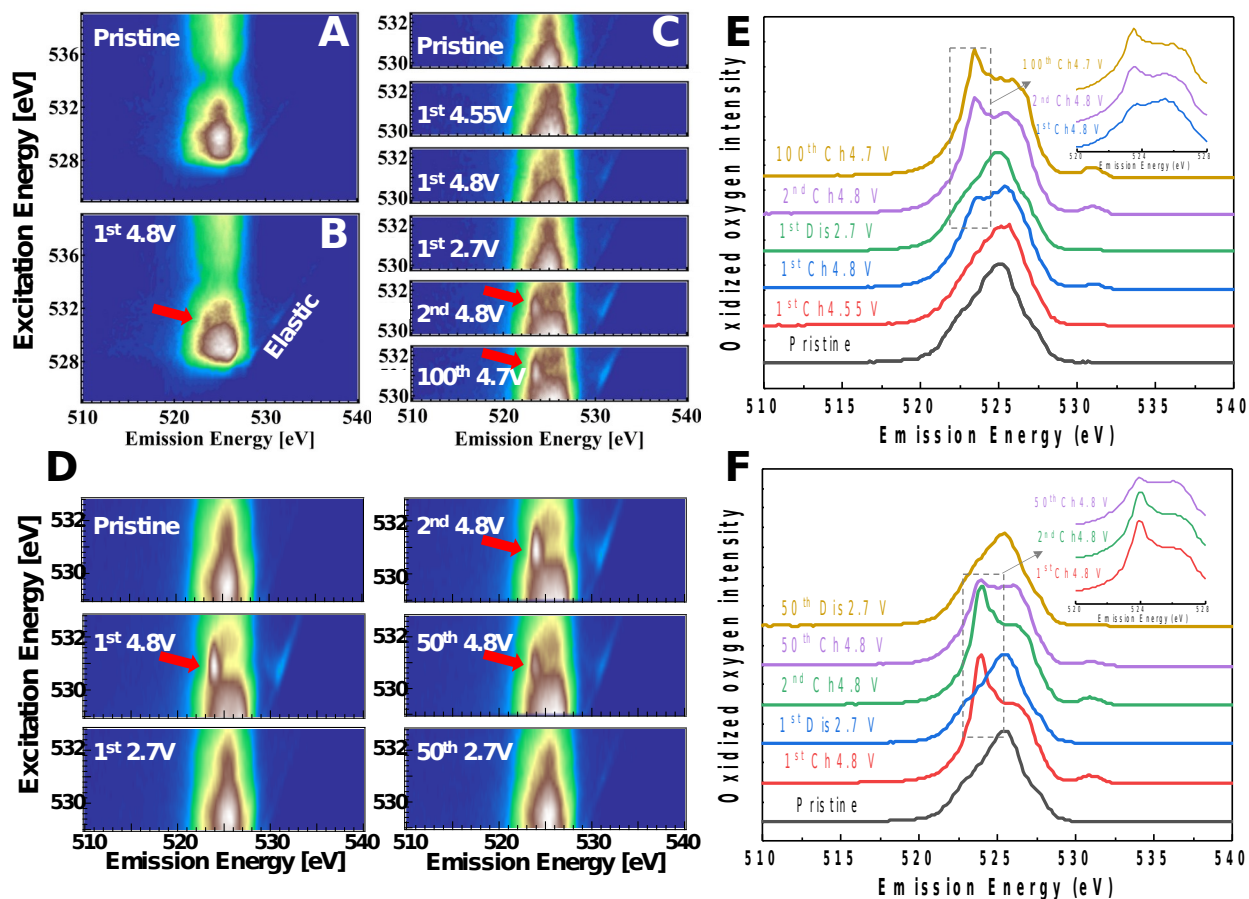 A
Pristine
536
532
528
B
1st 4.8V
Elastic
536
532
528
510 520 530 540
Emission Energy [eV]
Excitation Energy [eV]
C
532
Pristine
530
532
1st 4.55V
530
532
1st 4.8V
530
532
1st 2.7V
530
532
2nd 4.8V
530
532
100th 4.7V
530
510 520 530 540
Emission Energy [eV]
D
Excitation Energy [eV]
532
Pristine
530
532
1st 4.8V
530
532
1st 2.7V
530
510 520 530 540
Emission Energy [eV]
532
2nd 4.8V
530
532
50th 4.8V
530
532
50th 2.7V
530
510 520 530 540
Emission Energy [eV]
E
Oxidized oxygen intensity
100th Ch4.7 V
2nd Ch4.8 V
1st Dis2.7 V
1st Ch4.8 V
1st Ch4.55 V
Pristine
100th Ch4.7 V
2nd Ch4.8 V
1st Ch4.8 V
520 524 528
Emission Energy (eV)
510 515 520 525 530 535 540
Emission Energy (eV)
F
Oxidized oxygen intensity
50th Dis2.7 V
50th Ch4.8 V
2nd Ch4.8 V
1st Dis2.7 V
1st Ch4.8 V
Pristine
50th Ch4.8 V
2nd Ch4.8 V
1st Ch4.8 V
520 524 528
Emission Energy (eV)
510 515 520 525 530 535 540
Emission Energy (eV)